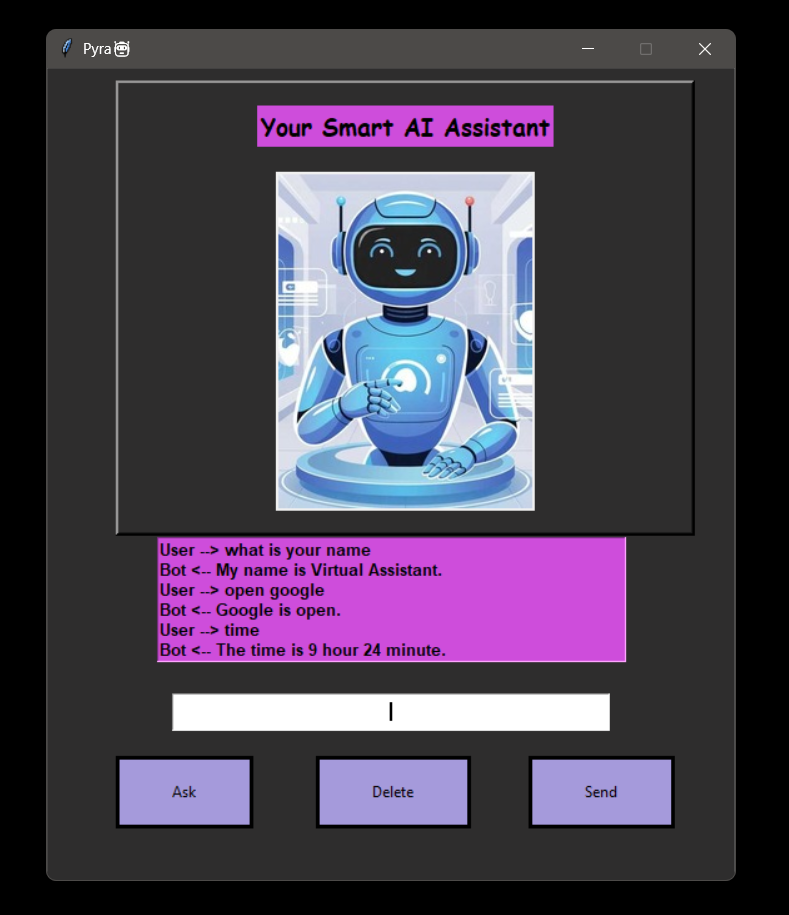 Pyra
Your Smart AI Assistant
User --> what is your name
Bot <-- My name is Virtual Assistant.
User --> open google
Bot <-- Google is open.
User --> time
Bot <-- The time is 9 hour 24 minute.
Ask
Delete
Send